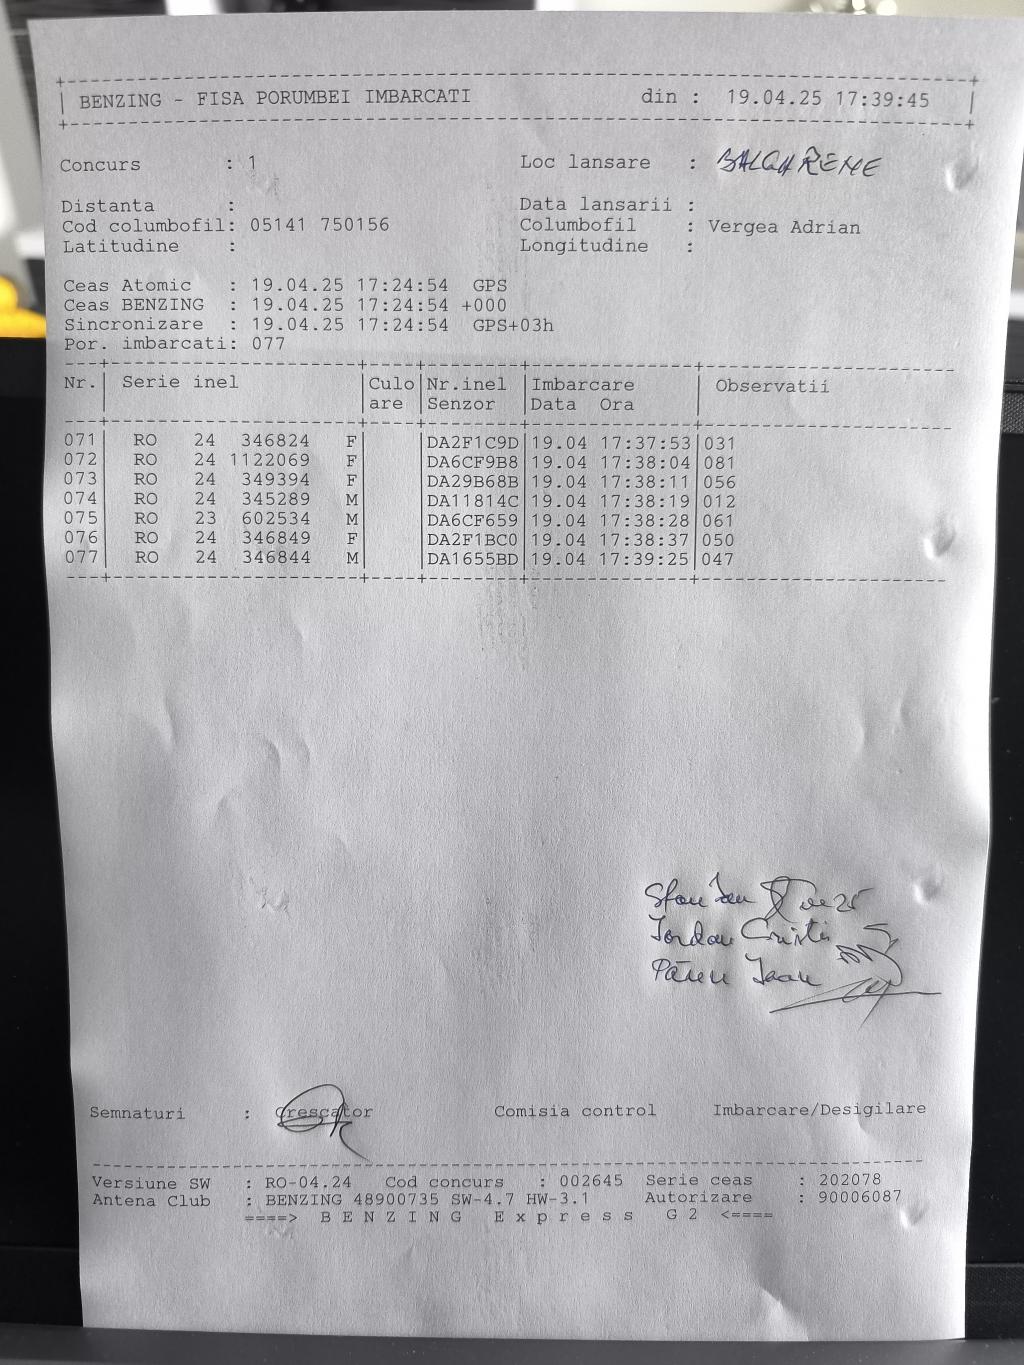 BENZING - FISA PORUMBEI IMBARCATI din : 19.04.25 17:39:45
Concurs : 1 Loc lansare :
Distanta : Data lansarii :
Cod columbofil: 05141 750156 Columbofil : Vergea Adrian
Latitudine : Longitudine :
Ceas Atomic : 19.04.25 17:24:54 GPS
Ceas BENZING : 19.04.25 17:24:54 +000
Sincronizare : 19.04.25 17:24:54 GPS+03h
Por. imbarcati: 077
Nr. Serie inel Culo Nr.inel Imbarcare Observatii
are Senzor Data Ora
071 RO 24 346824 F DA2F1C9D 19.04 17:37:53 031
072 RO 24 1122069 F DA6CF9B8 19.04 17:38:04 081
073 RO 24 349394 F DA29B68B 19.04 17:38:11 056
074 RO 24 345289 M DA11814C 19.04 17:38:19 012
075 RO 23 602534 M DA6CF659 19.04 17:38:28 061
076 RO 24 346849 F DA2F1BC0 19.04 17:38:37 050
077 RO 24 346844 M DA1655BD 19.04 17:39:25 047
Iordan Cristi
Semnaturi : Crescator Comisia control Imbarcare/Desigilare
Versiune SW : RO-04.24 Cod concurs : 002645 Serie ceas : 202078
Antena Club : BENZING 48900735 SW-4.7 HW-3.1 Autorizare : 90006087
====> B E N Z I N G E x p r e s s G 2 <====